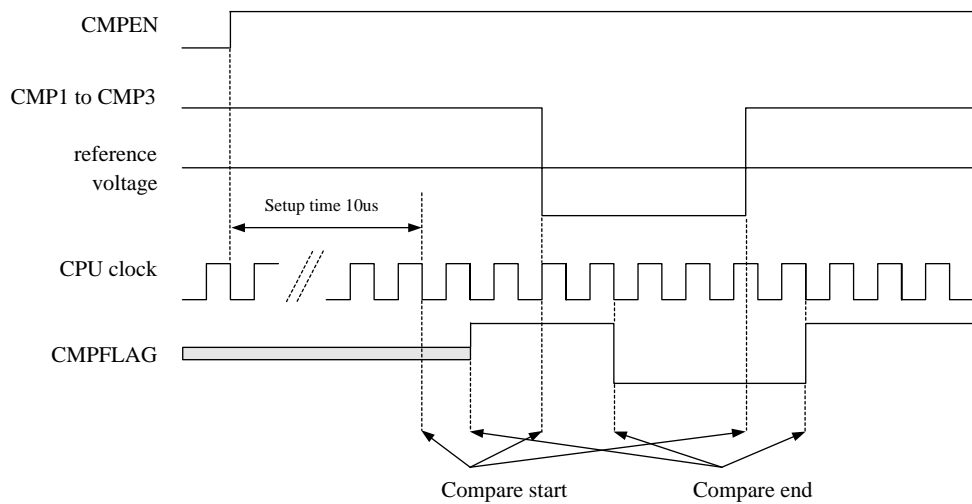 CMPEN
CMP1 to CMP3
reference
voltage
Setup time 10us
CPU clock
CMPFLAG
Compare start
Compare end